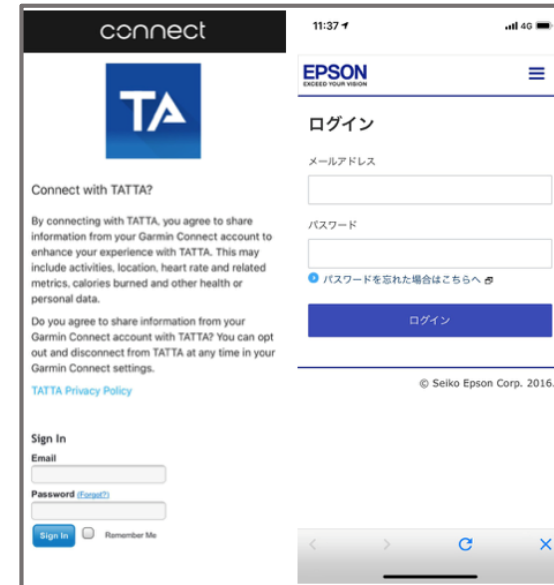 connect
TA
Connect with TATTA?
By connecting with TATTA, you agree to share
information from your Garmin Connect account to
enhance your experience with TATTA. This may
include activities, location, heart rate and related
metrics, calories burned and other health or
personal data.
Do you agree to share information from your
Garmin Connect account with TATTA? You can opt
out and disconnect from TATTA at any time in your
Garmin Connect settings.
TATTA Privacy Policy
Sign In
Email
Password (Forgot?)
Sign In Remember Me
11:37 4G
EPSON
EXCEED YOUR VISION
ログイン
メールアドレス
パスワード
パスワードを忘れた場合はこちらへ
ログイン
© Seiko Epson Corp. 2016.